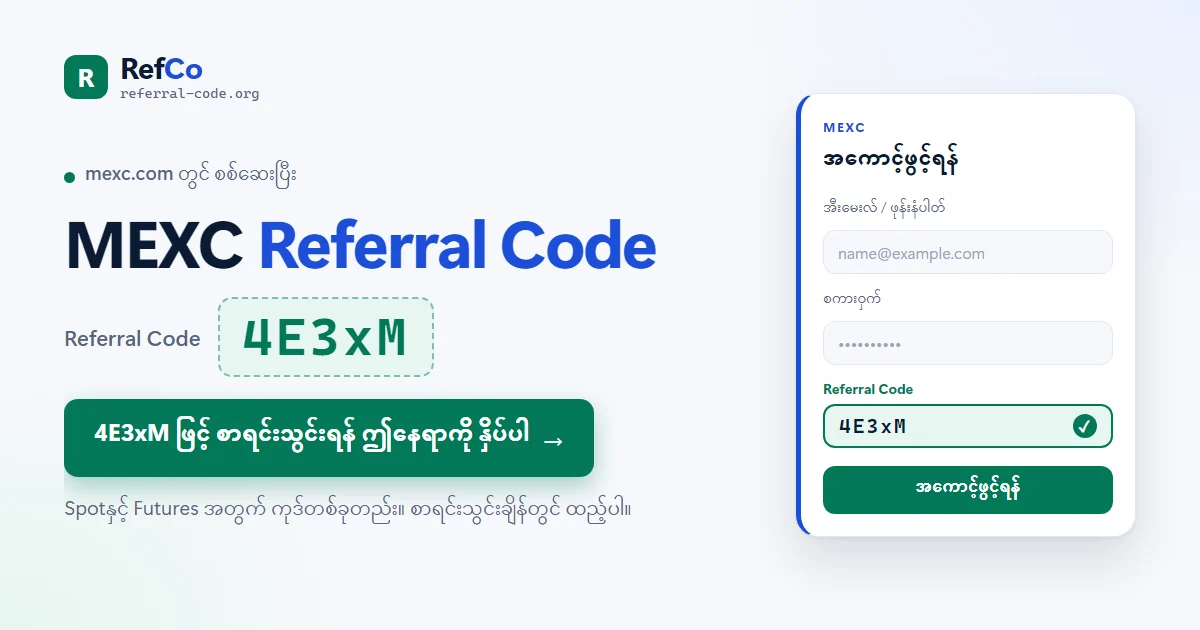 R
RefCo
referral-code.org
mexc.com တွင် စစ်ဆေးပြီး
MEXC Referral Code
Referral Code
4E3xM
4E3xM ဖြင့် စာရင်းသွင်းရန် ဤနေရာကို နှိပ်ပါ →
Spotနှင့် Futures အတွက် ကုဒ်တစ်ခုတည်း။ စာရင်းသွင်းချိန်တွင် ထည့်ပါ။
MEXC
အကောင့်ဖွင့်ရန်
အီးမေးလ် / ဖုန်းနံပါတ်
name@example.com
စကားဝှက်
••••••••••
Referral Code
4E3xM
အကောင့်ဖွင့်ရန်